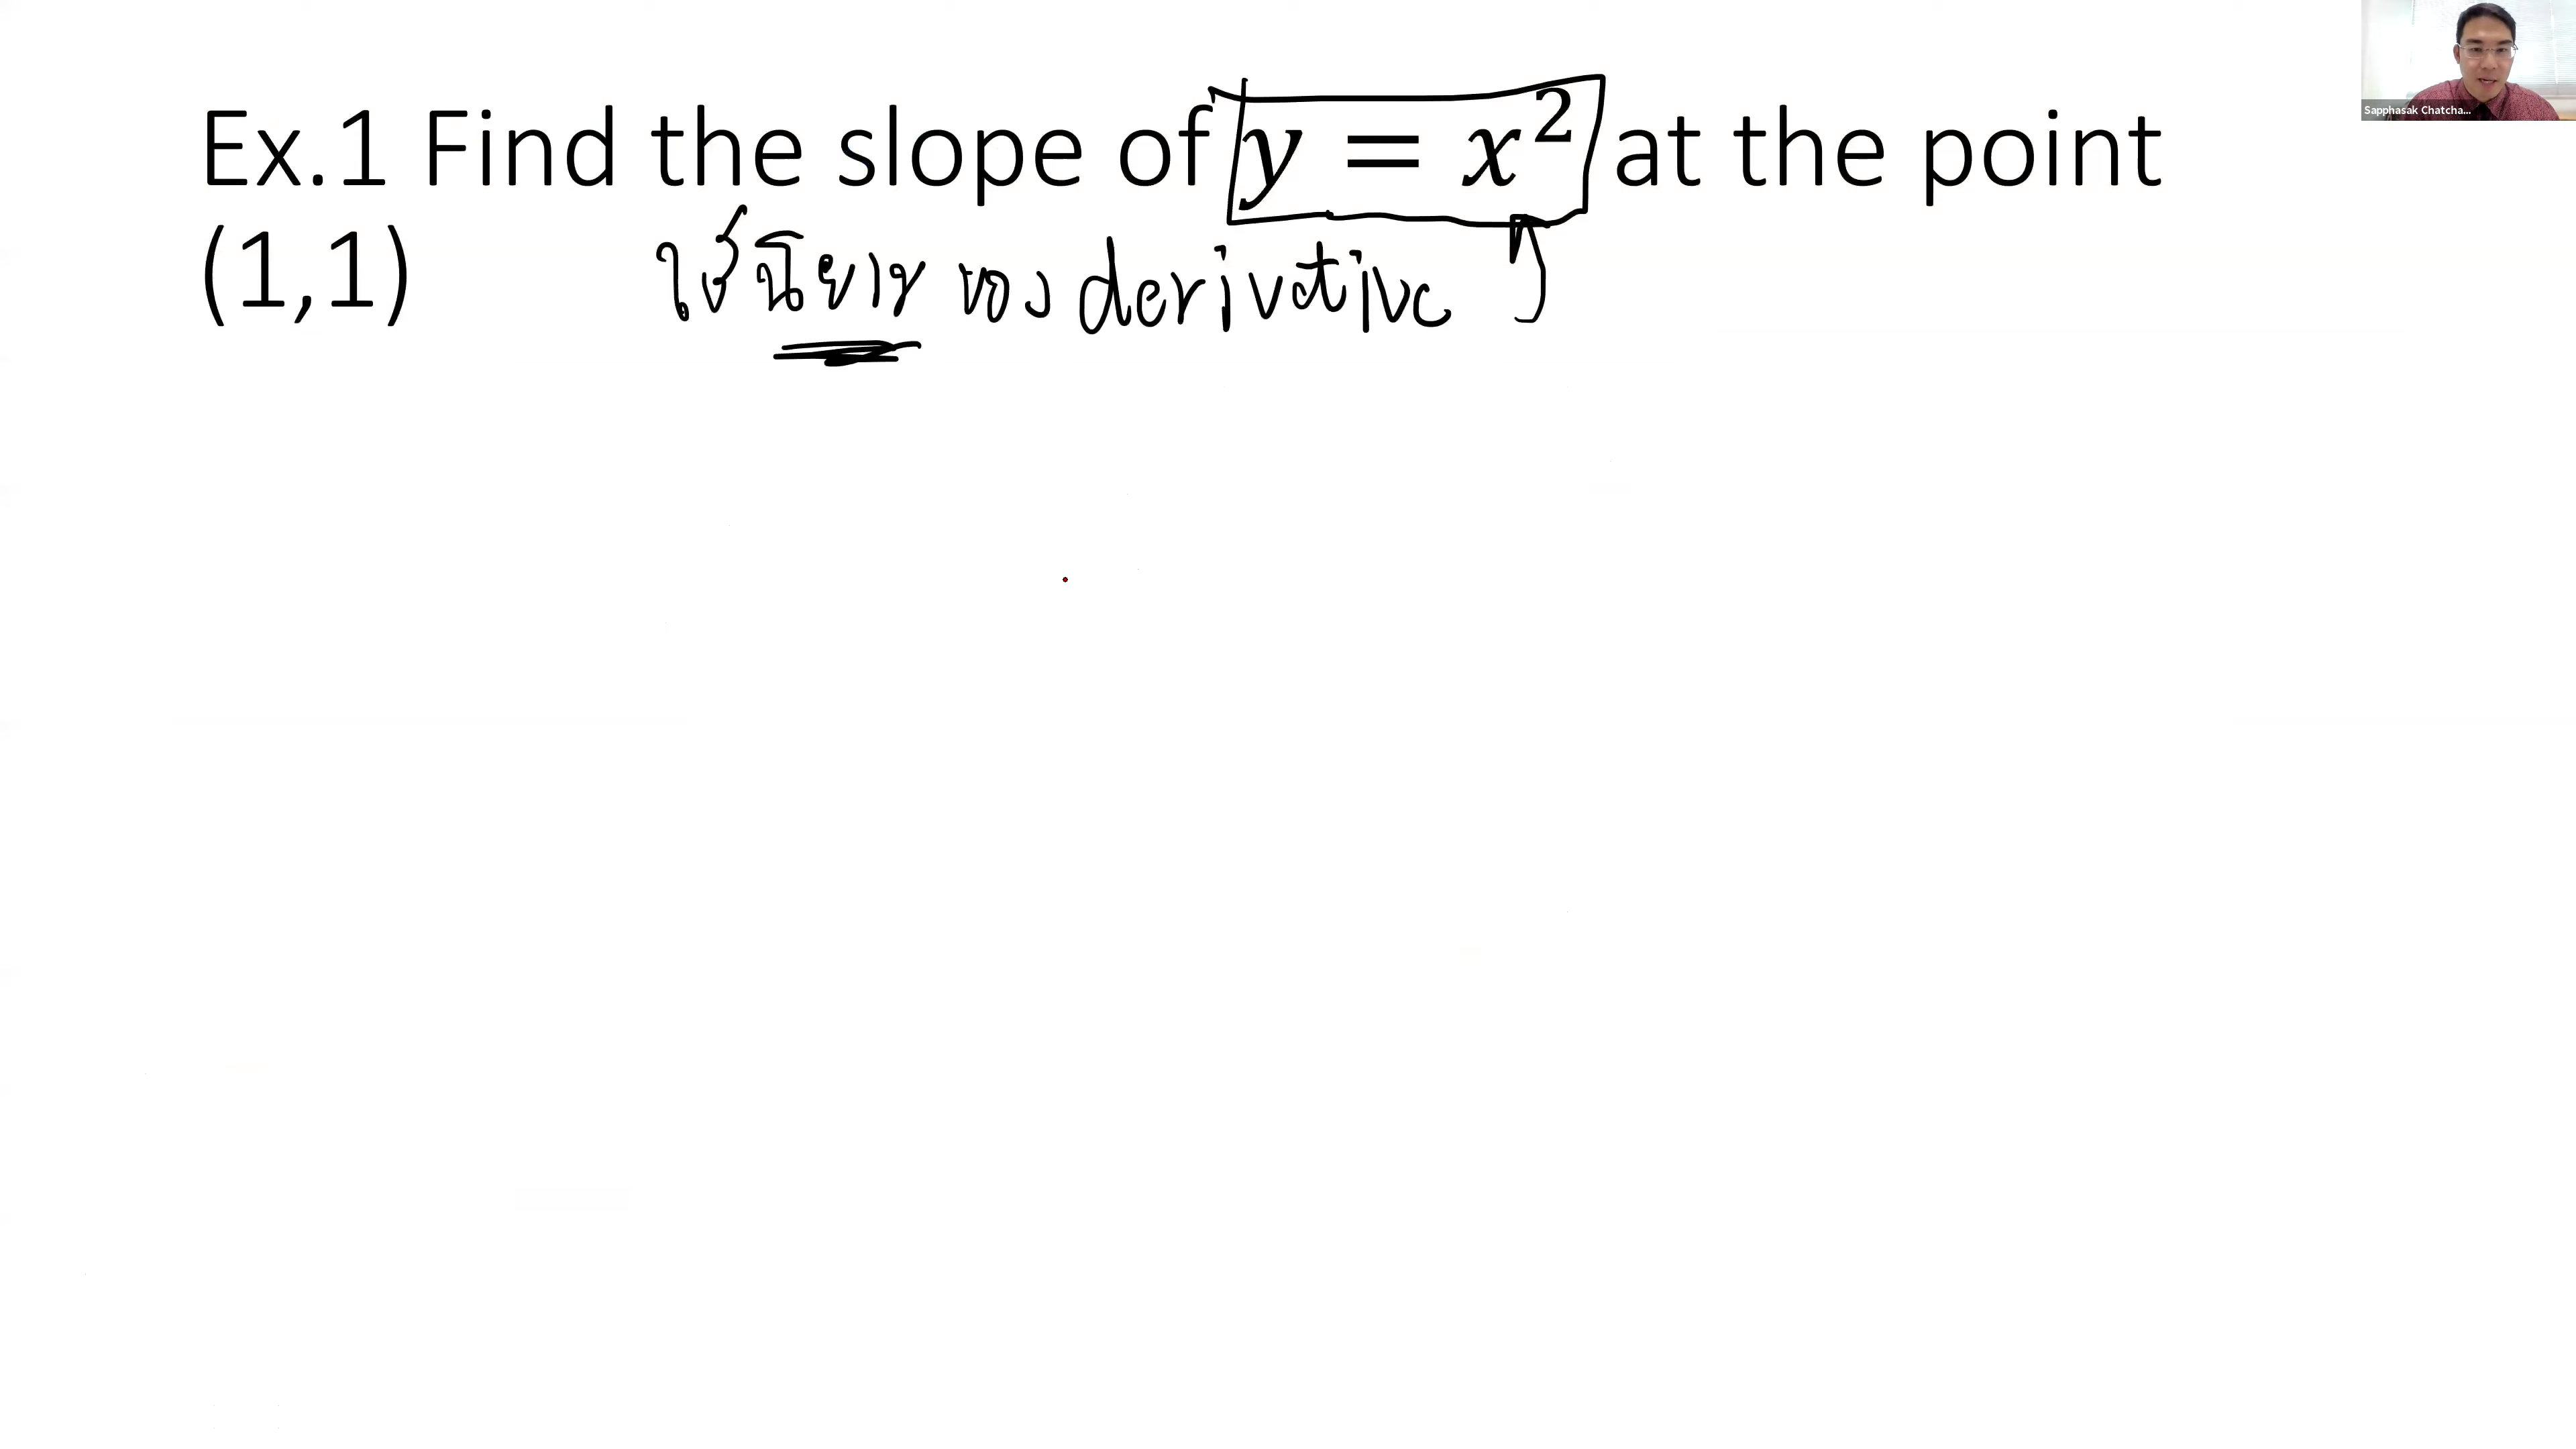 Ex.1 Find the slope of y = x² at the point
(1,1)
ใช้นิยาม ของ derivative
Sapphasak Chatcha...